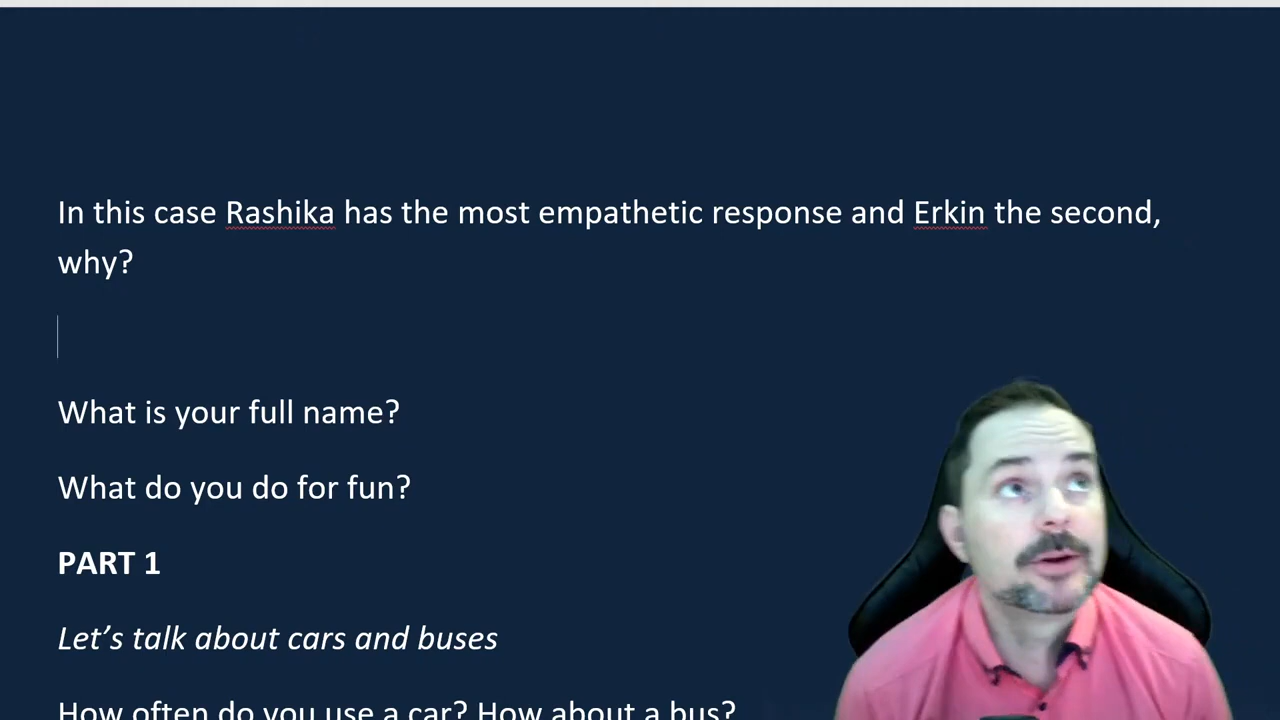 In this case Rashika has the most empathetic response and Erkin the second,
why?
What is your full name?
What do you do for fun?
PART 1
Let’s talk about cars and buses
How often do you use a car? How about a bus?